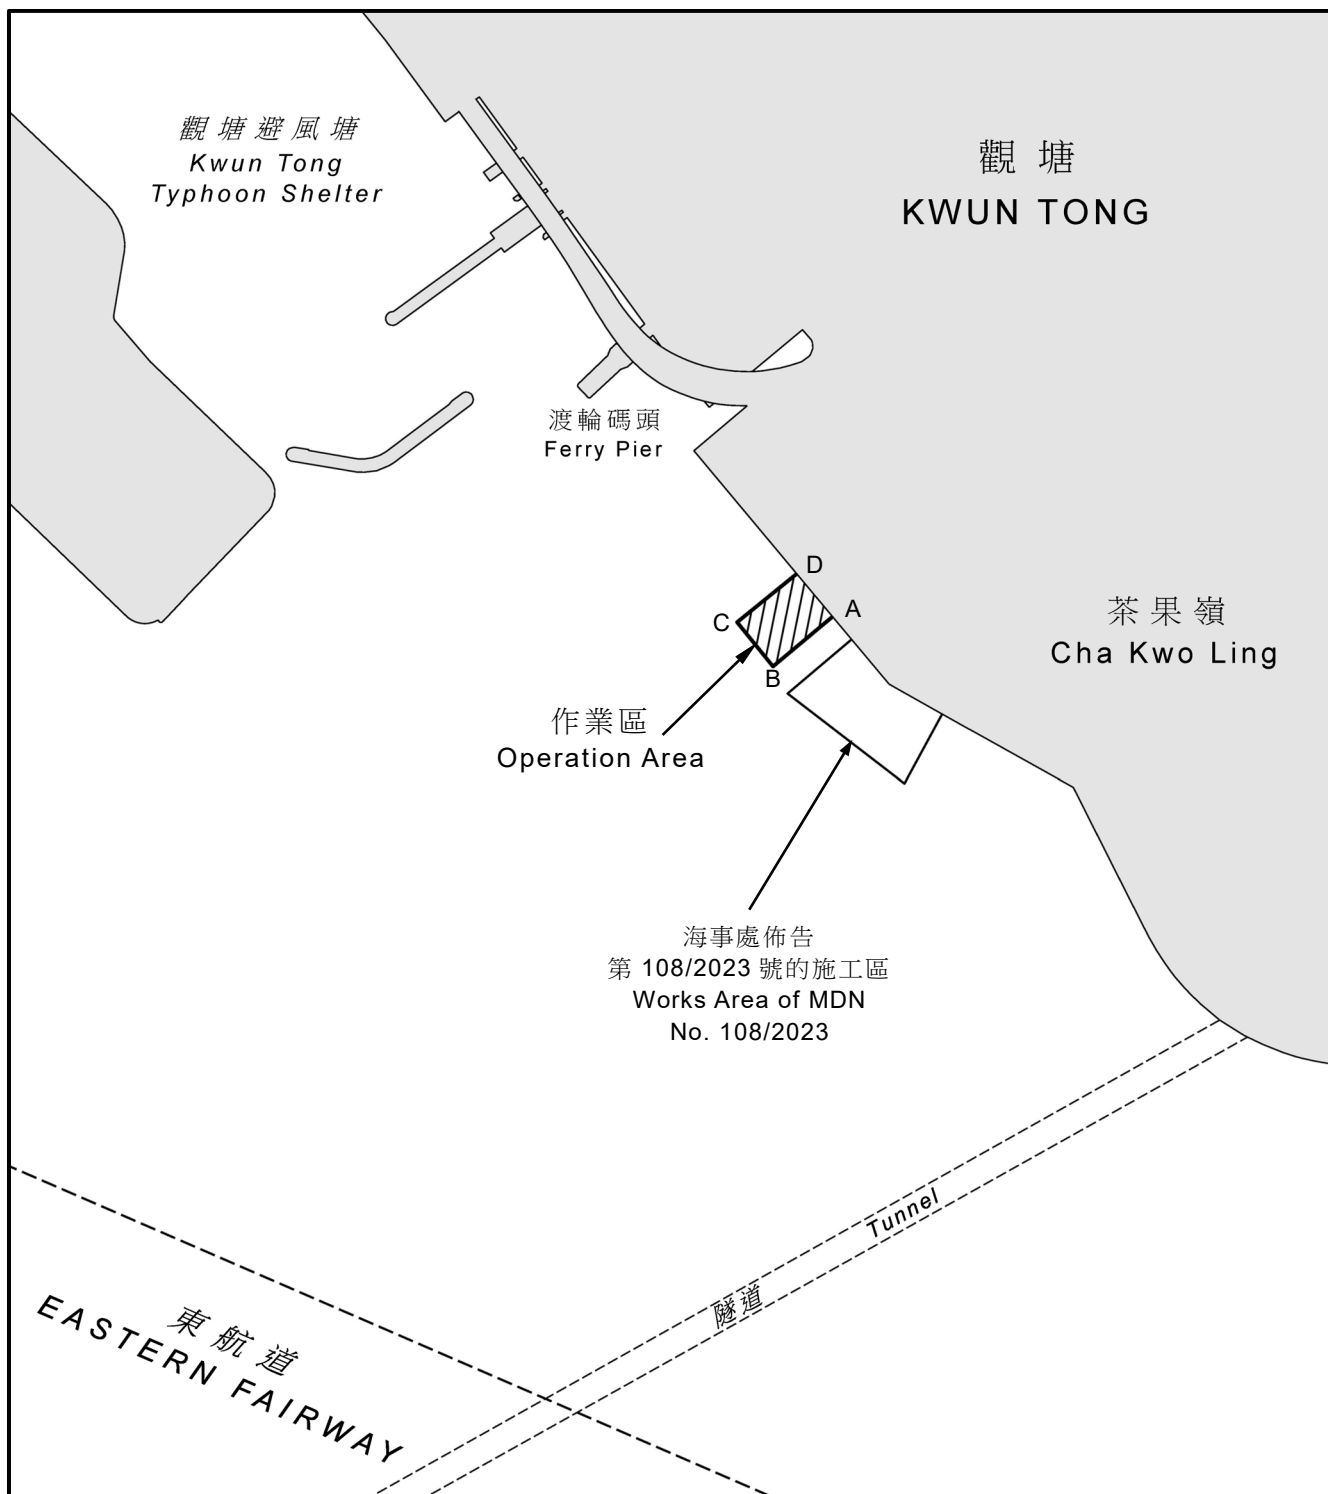 觀塘避風塘
Kwun Tong
Typhoon Shelter
觀塘
KWUN TONG
渡輪碼頭
Ferry Pier
D
A
C
B
茶果嶺
Cha Kwo Ling
作業區
Operation Area
海事處佈告
第 108/2023 號的施工區
Works Area of MDN
No. 108/2023
Tunnel
隧道
東航道
EASTERN FAIRWAY